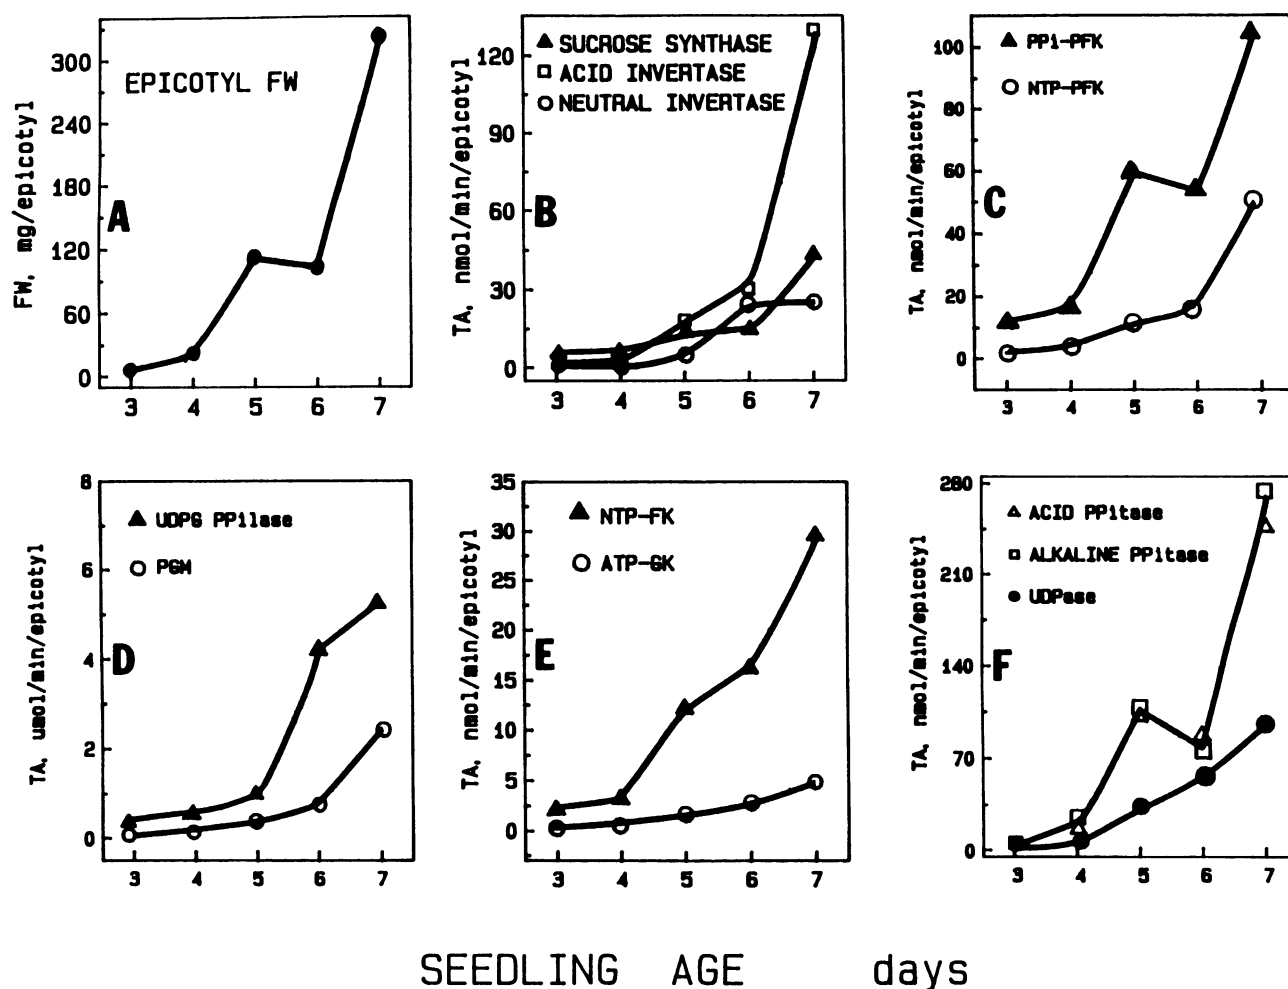 EPICOTYL FW
A
FW, mg/epicotyl
300
240
180
120
60
0
3 4 5 6 7
SUCROSE SYNTHASE
ACID INVERTASE
NEUTRAL INVERTASE
B
TA, nmol/min/epicotyl
120
90
60
30
0
3 4 5 6 7
PPi-PFK
NTP-PFK
C
TA, nmol/min/epicotyl
100
80
60
40
20
0
3 4 5 6 7
UDPG PPilase
PGM
D
TA, umol/min/epicotyl
8
6
4
2
0
3 4 5 6 7
NTP-FK
ATP-GK
E
TA, nmol/min/epicotyl
35
30
25
20
15
10
5
0
3 4 5 6 7
ACID PPitase
ALKALINE PPitase
UDPase
F
TA, nmol/min/epicotyl
280
210
140
70
0
3 4 5 6 7
SEEDLING AGE days